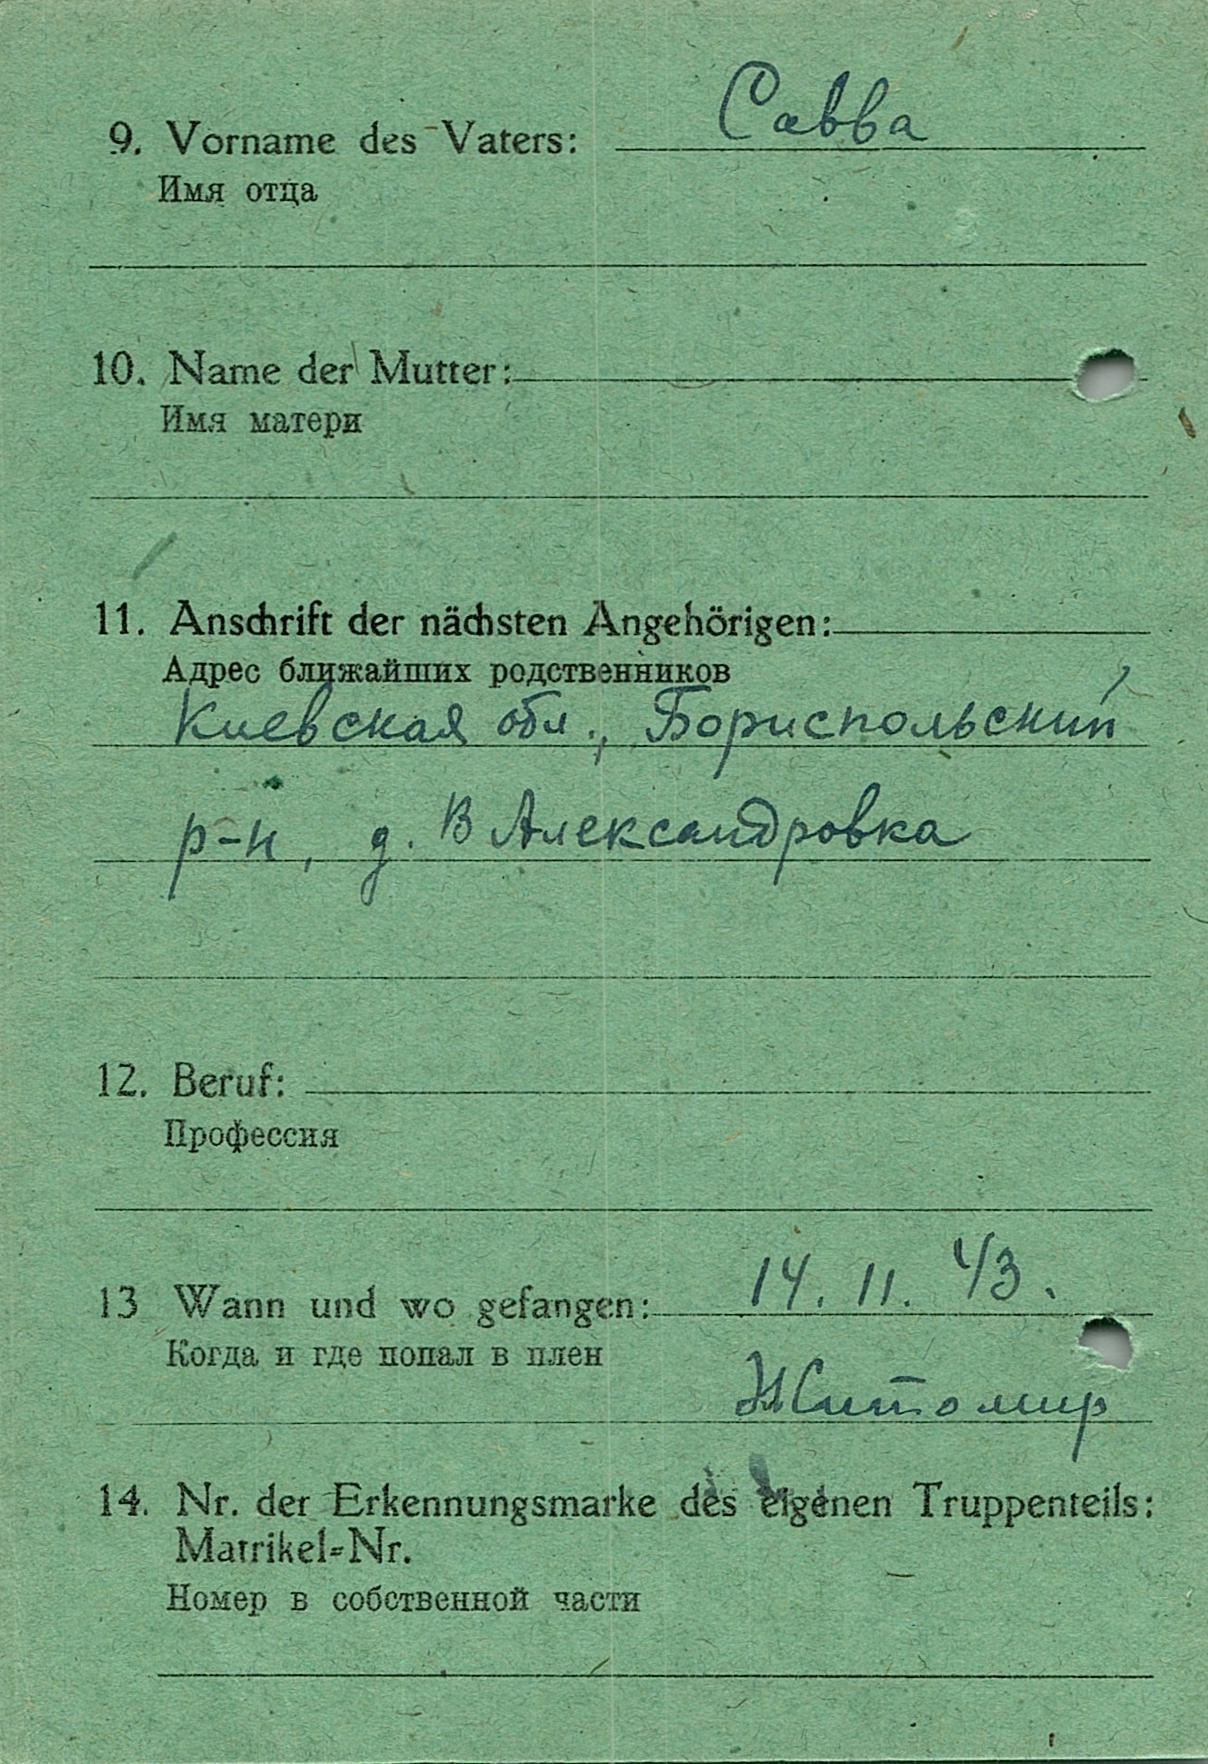 9. Vorname des Vaters: Савва
Имя отца
10. Name der Mutter:
Имя матери
11. Anschrift der nächsten Angehörigen:
Адрес ближайших родственников
Киевская обл., Бориспольский
р-н, д. В Александровка
12. Beruf:
Профессия
13 Wann und wo gefangen: 14. 11. 43.
Когда и где попал в плен
Житомир
14. Nr. der Erkennungsmarke des eigenen Truppenteils:
Matrikel-Nr.
Номер в собственной части